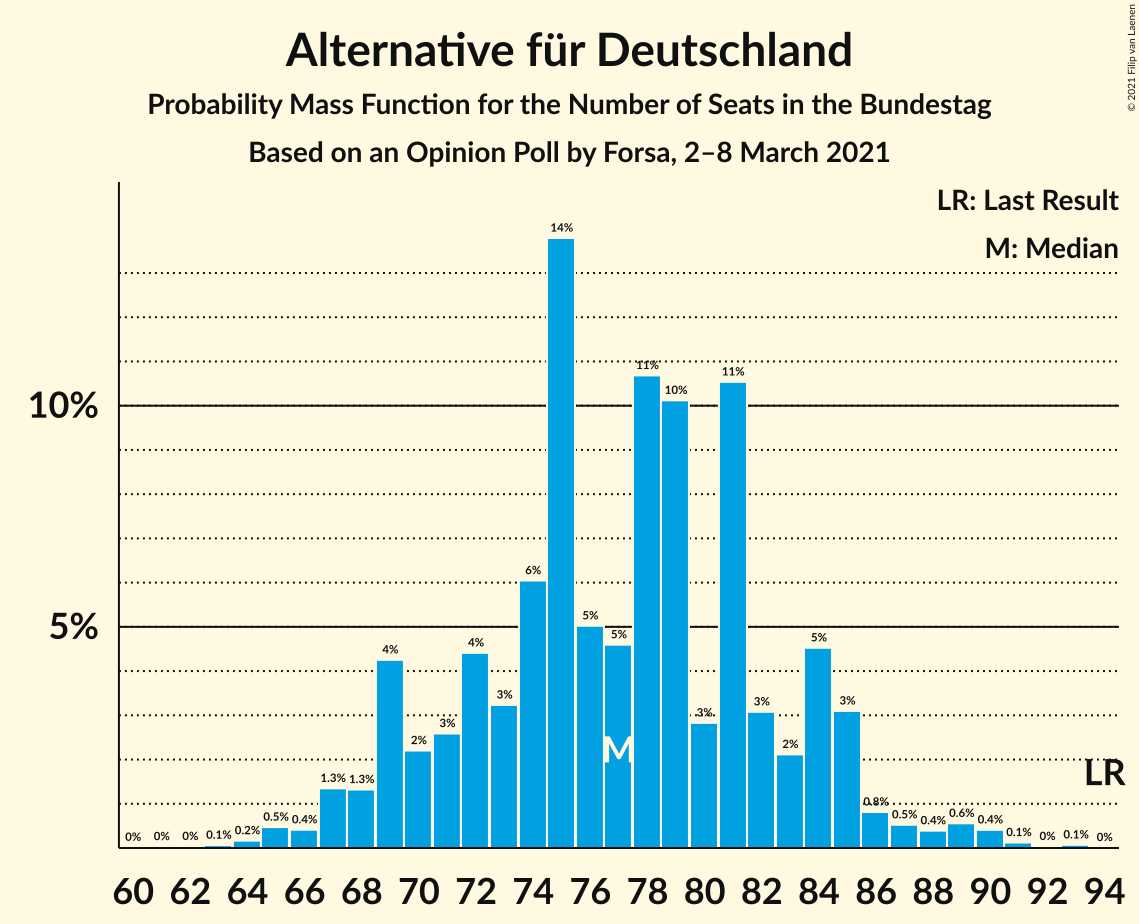 Alternative für Deutschland
Probability Mass Function for the Number of Seats in the Bundestag
Based on an Opinion Poll by Forsa, 2–8 March 2021
© 2021 Filip van Laenen
LR: Last Result
M: Median
10%
5%
0% 0% 0% 0.1% 0.2% 0.5% 0.4% 1.3% 1.3% 4% 2% 3% 4% 3% 6% 14% 5% 5% 11% 10% 3% 11% 3% 2% 5% 3% 0.8% 0.5% 0.4% 0.6% 0.4% 0.1% 0% 0.1% 0%
M
LR
60 62 64 66 68 70 72 74 76 78 80 82 84 86 88 90 92 94